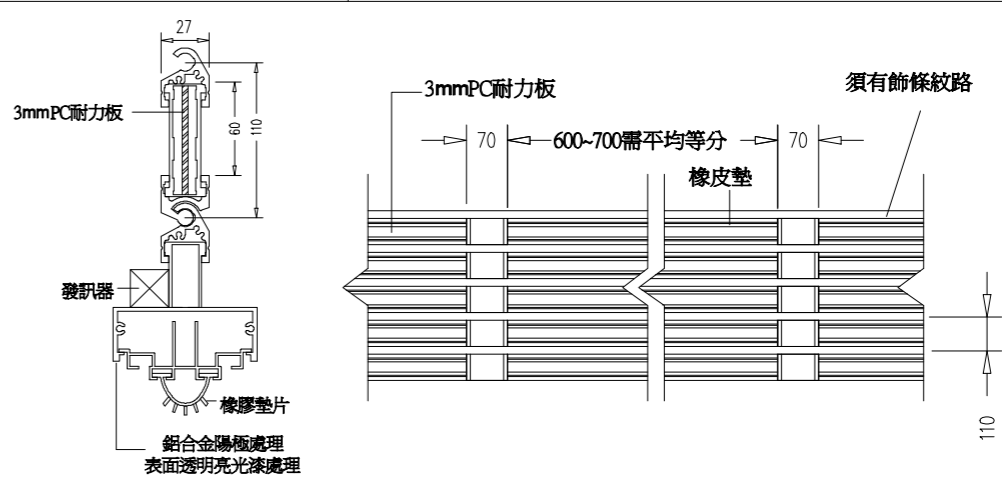 27
3mmPC耐力板
60
110
發訊器
橡膠墊片
鋁合金陽極處理
表面透明亮光漆處理
3mmPC耐力板
須有飾條紋路
70
600~700需平均等分
70
橡皮墊
110